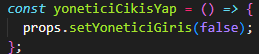 const yoneticiCikisYap = () => {
  props.setYoneticiGiris(false);
};